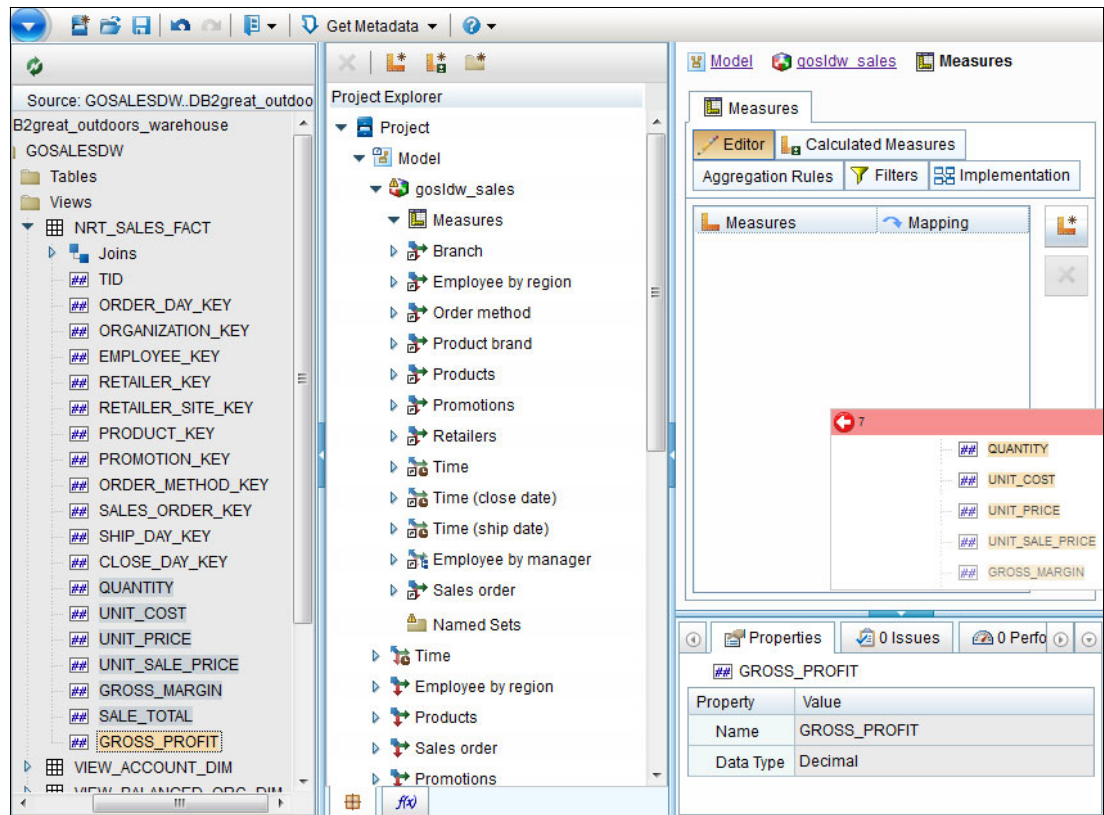 Get Metadata
Source: GOSALESDW..DB2great_outdoo
B2great_outdoors_warehouse
GOSALESDW
Tables
Views
NRT_SALES_FACT
Joins
TID
ORDER_DAY_KEY
ORGANIZATION_KEY
EMPLOYEE_KEY
RETAILER_KEY
RETAILER_SITE_KEY
PRODUCT_KEY
PROMOTION_KEY
ORDER_METHOD_KEY
SALES_ORDER_KEY
SHIP_DAY_KEY
CLOSE_DAY_KEY
QUANTITY
UNIT_COST
UNIT_PRICE
UNIT_SALE_PRICE
GROSS_MARGIN
SALE_TOTAL
GROSS_PROFIT
VIEW_ACCOUNT_DIM
VIEW_BALANCED_ORG_DIM
Project Explorer
Project
Model
gosldw_sales
Measures
Branch
Employee by region
Order method
Product brand
Products
Promotions
Retailers
Time
Time (close date)
Time (ship date)
Employee by manager
Sales order
Named Sets
Time
Employee by region
Products
Sales order
Promotions
f(x)
Model gosldw_sales Measures
Measures
Editor Calculated Measures
Aggregation Rules Filters Implementation
Measures Mapping
7
QUANTITY
UNIT_COST
UNIT_PRICE
UNIT_SALE_PRICE
GROSS_MARGIN
Properties 0 Issues 0 Perfo
GROSS_PROFIT
Property Value
Name GROSS_PROFIT
Data Type Decimal